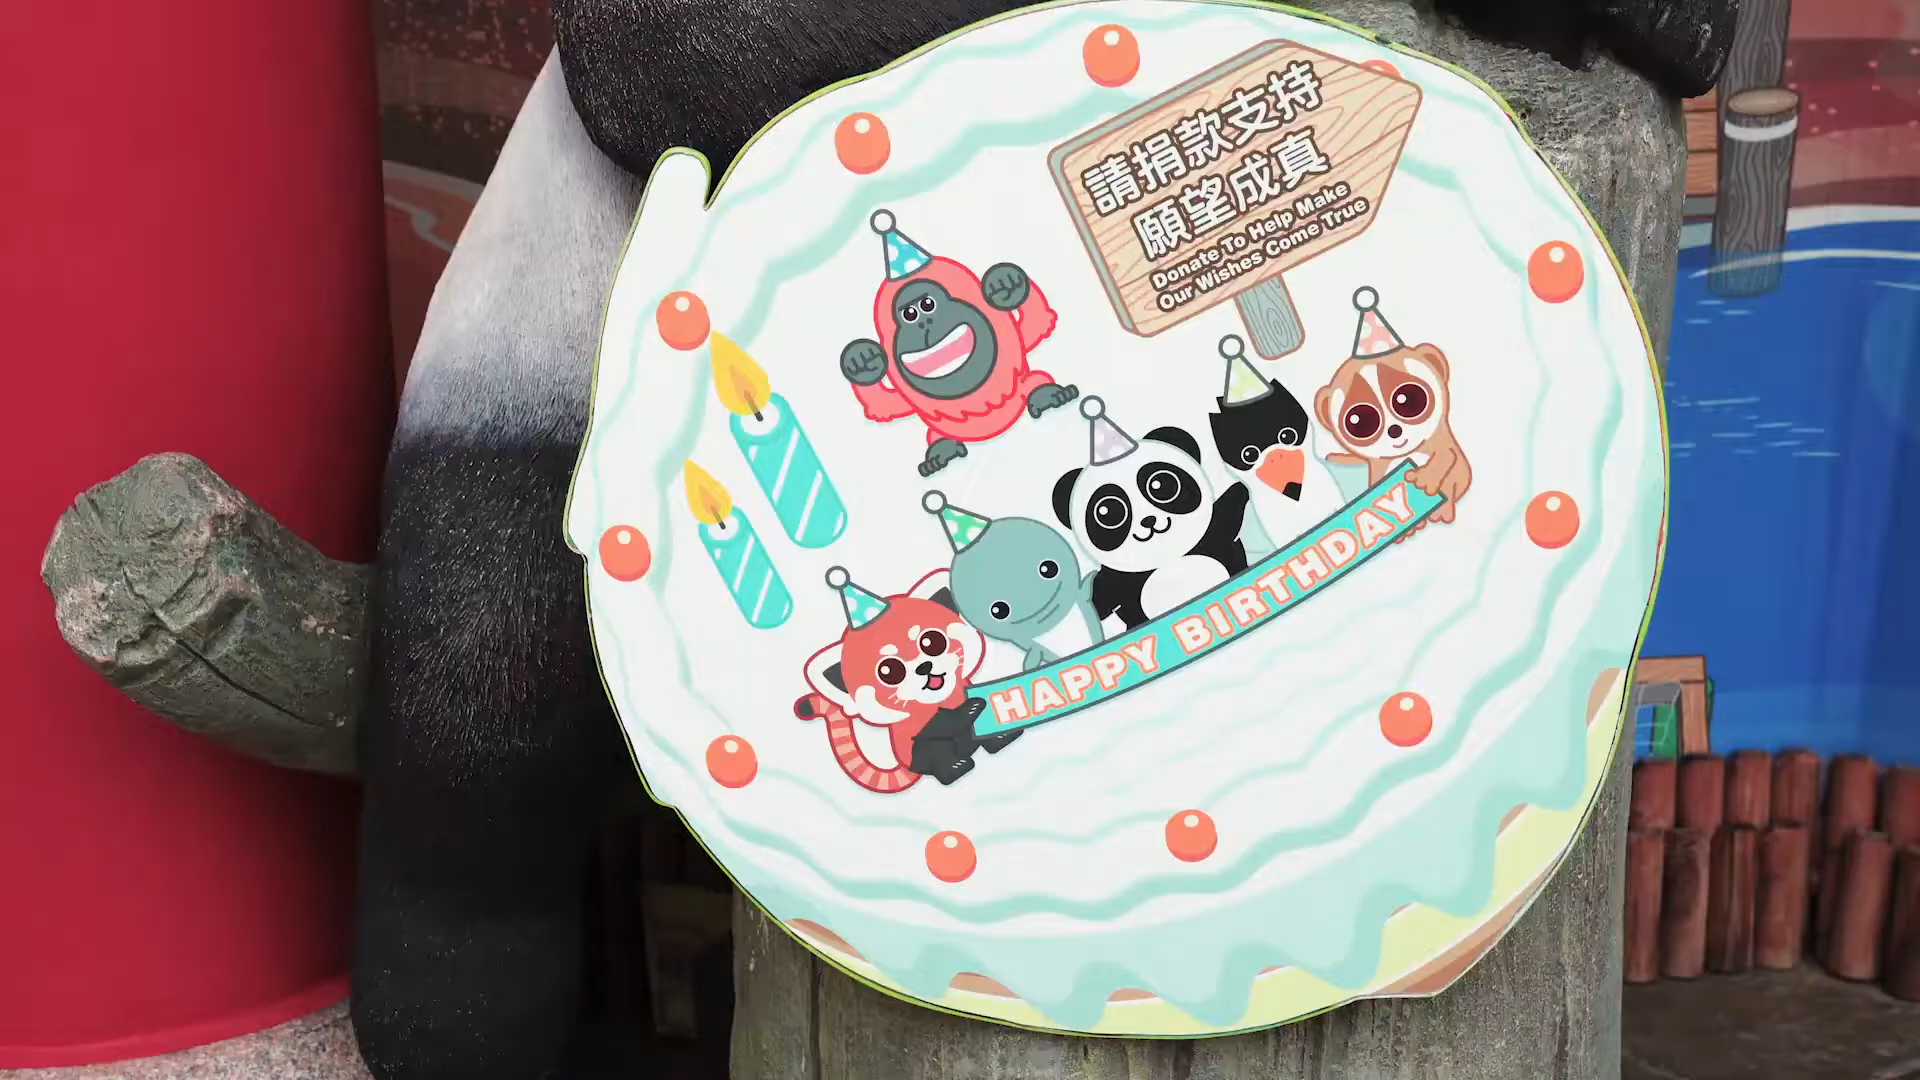 請捐款支持
願望成真
Donate To Help Make
Our Wishes Come True
HAPPY BIRTHDAY